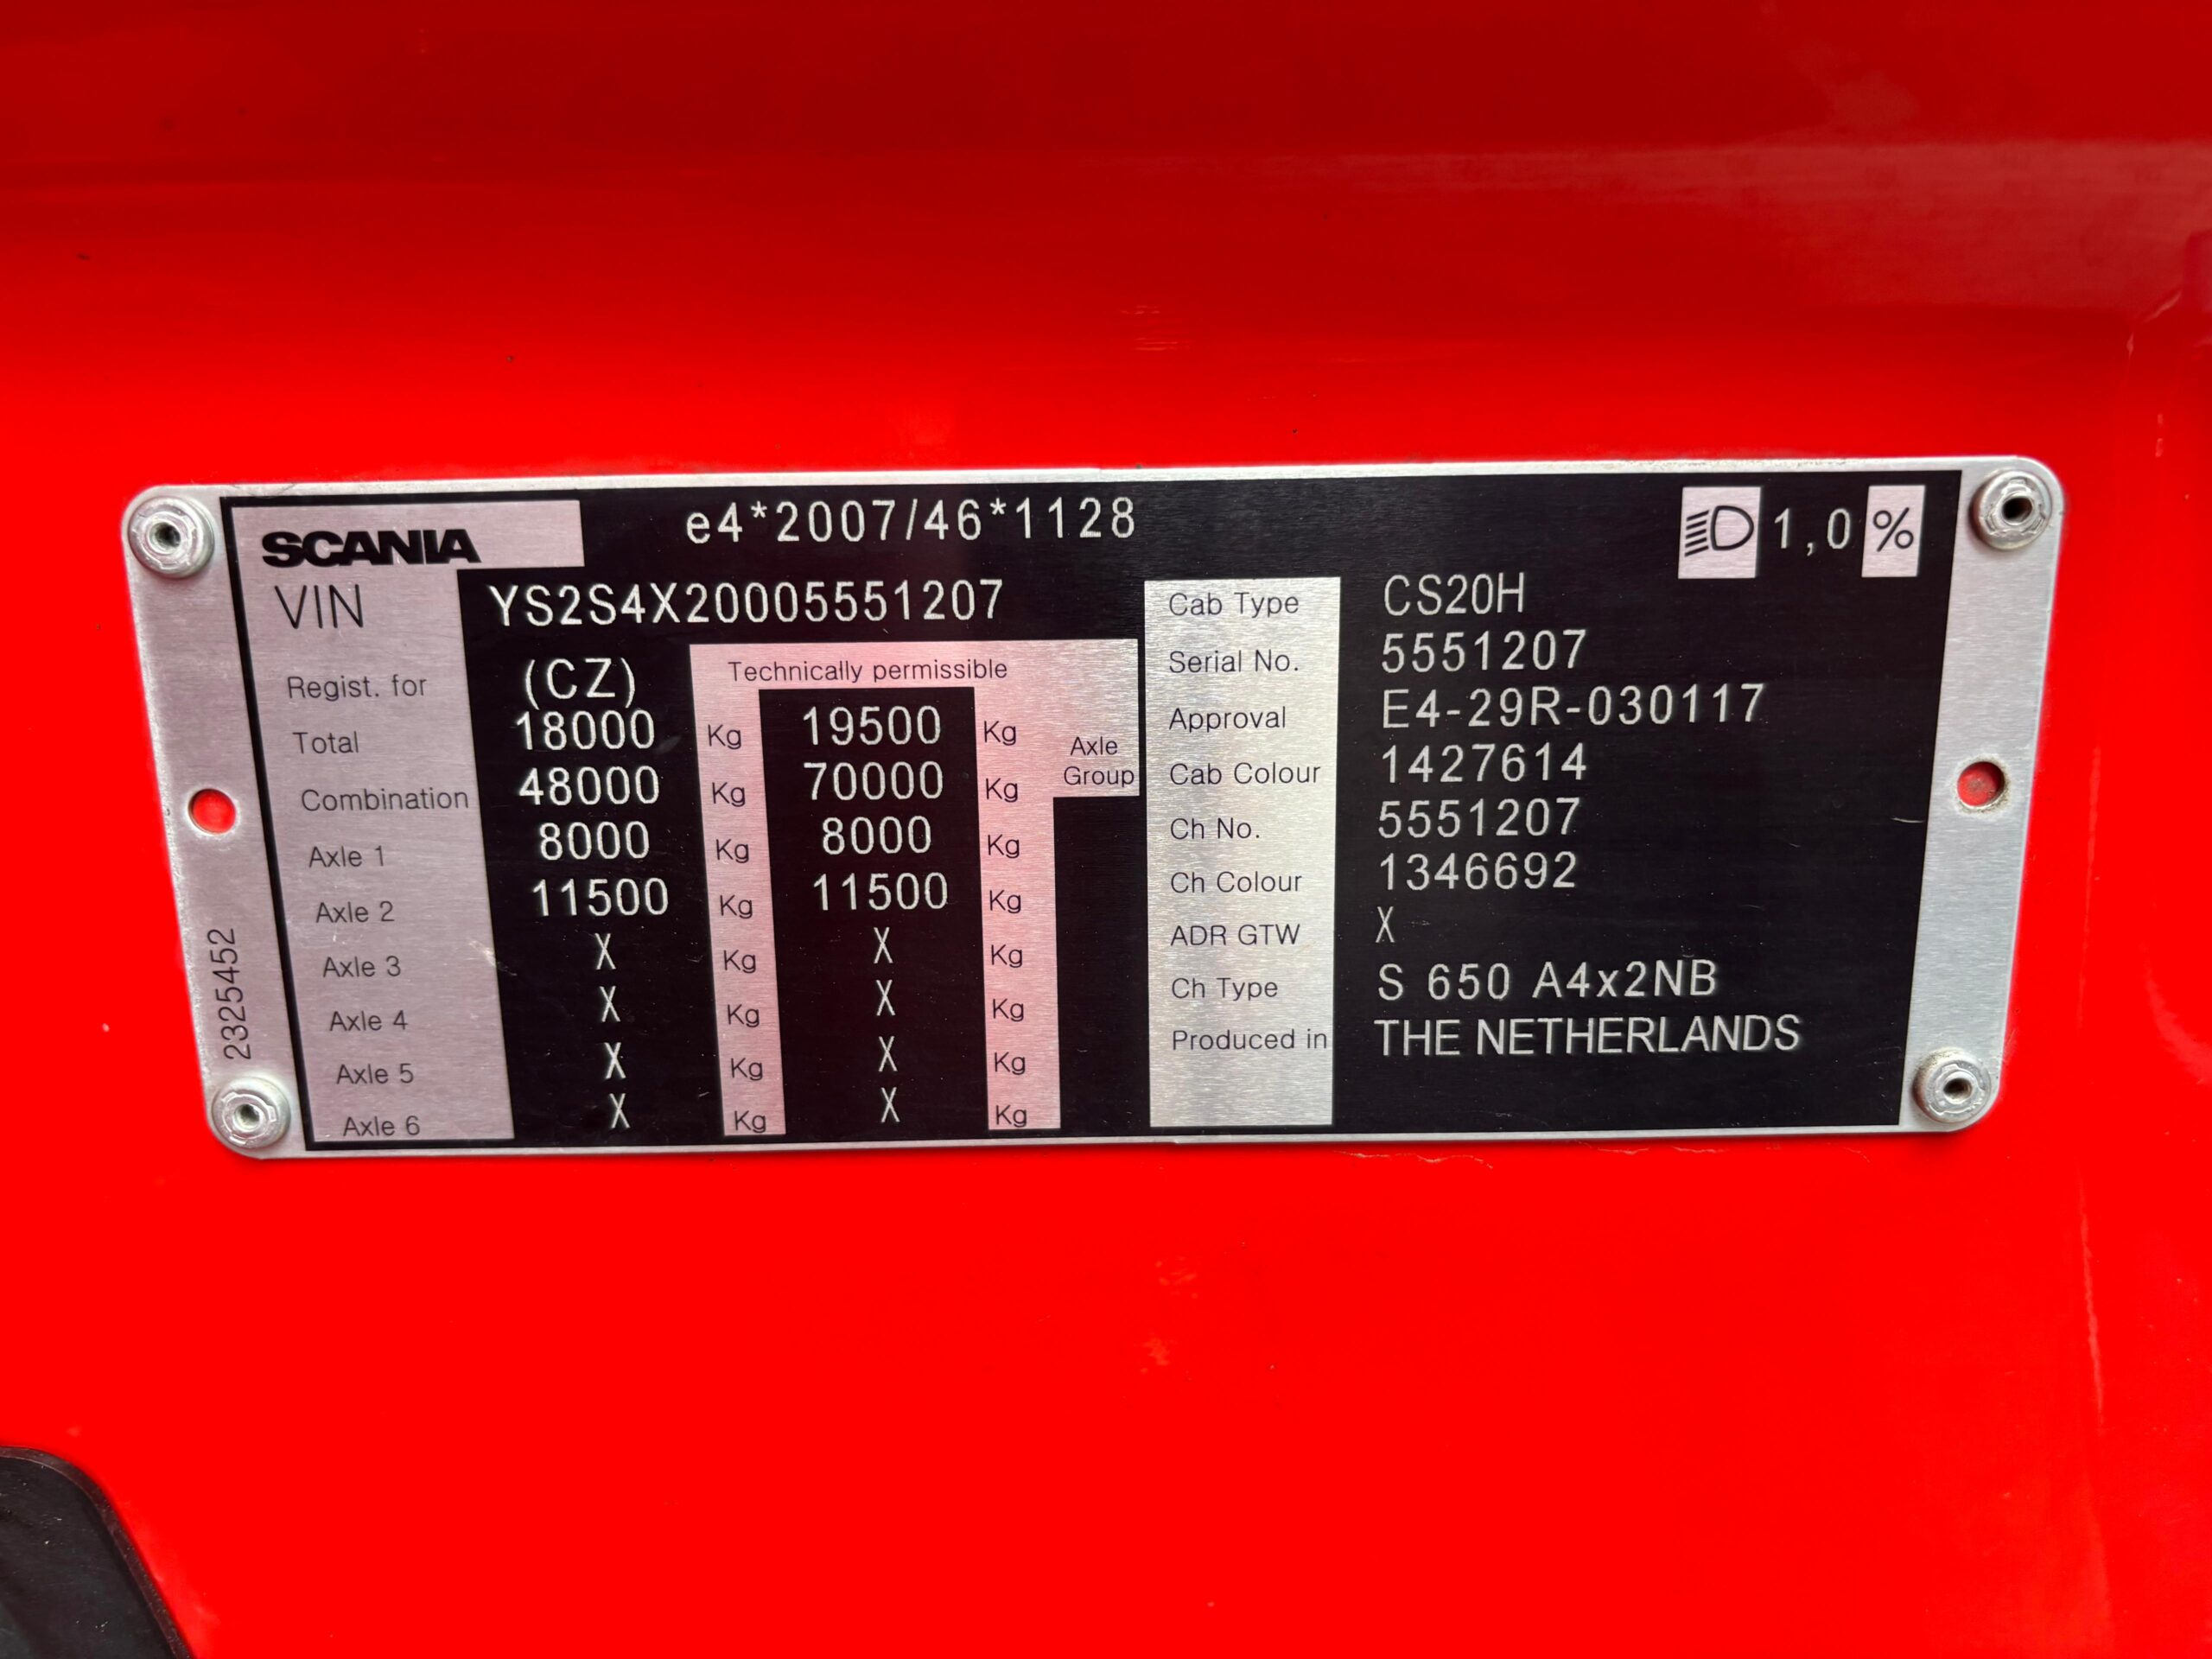 SCANIA e4*2007/46*1128 1,0 %
VIN YS2S4X20005551207
Regist. for (CZ) Technically permissible
Total 18000 Kg 19500 Kg
Combination 48000 Kg 70000 Kg
Axle Group
Axle 1 8000 Kg 8000 Kg
Axle 2 11500 Kg 11500 Kg
Axle 3 X Kg X Kg
Axle 4 X Kg X Kg
Axle 5 X Kg X Kg
Axle 6 X Kg X Kg
Cab Type CS20H
Serial No. 5551207
Approval E4-29R-030117
Cab Colour 1427614
Ch No. 5551207
Ch Colour 1346692
ADR GTW X
Ch Type S 650 A4x2NB
Produced in THE NETHERLANDS
2325452